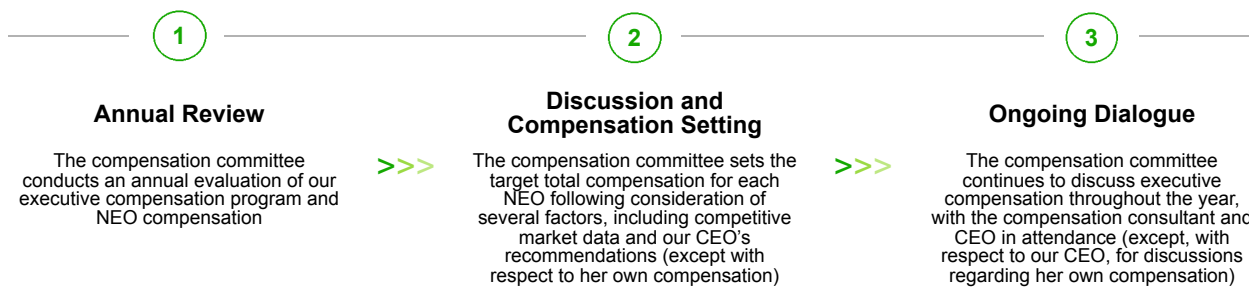 1
Annual Review
The compensation committee
conducts an annual evaluation of our
executive compensation program and
NEO compensation
>>>
2
Discussion and
Compensation Setting
The compensation committee sets the
target total compensation for each
NEO following consideration of
several factors, including competitive
market data and our CEO's
recommendations (except with
respect to her own compensation)
>>>
3
Ongoing Dialogue
The compensation committee
continues to discuss executive
compensation throughout the year,
with the compensation consultant and
CEO in attendance (except, with
respect to our CEO, for discussions
regarding her own compensation)